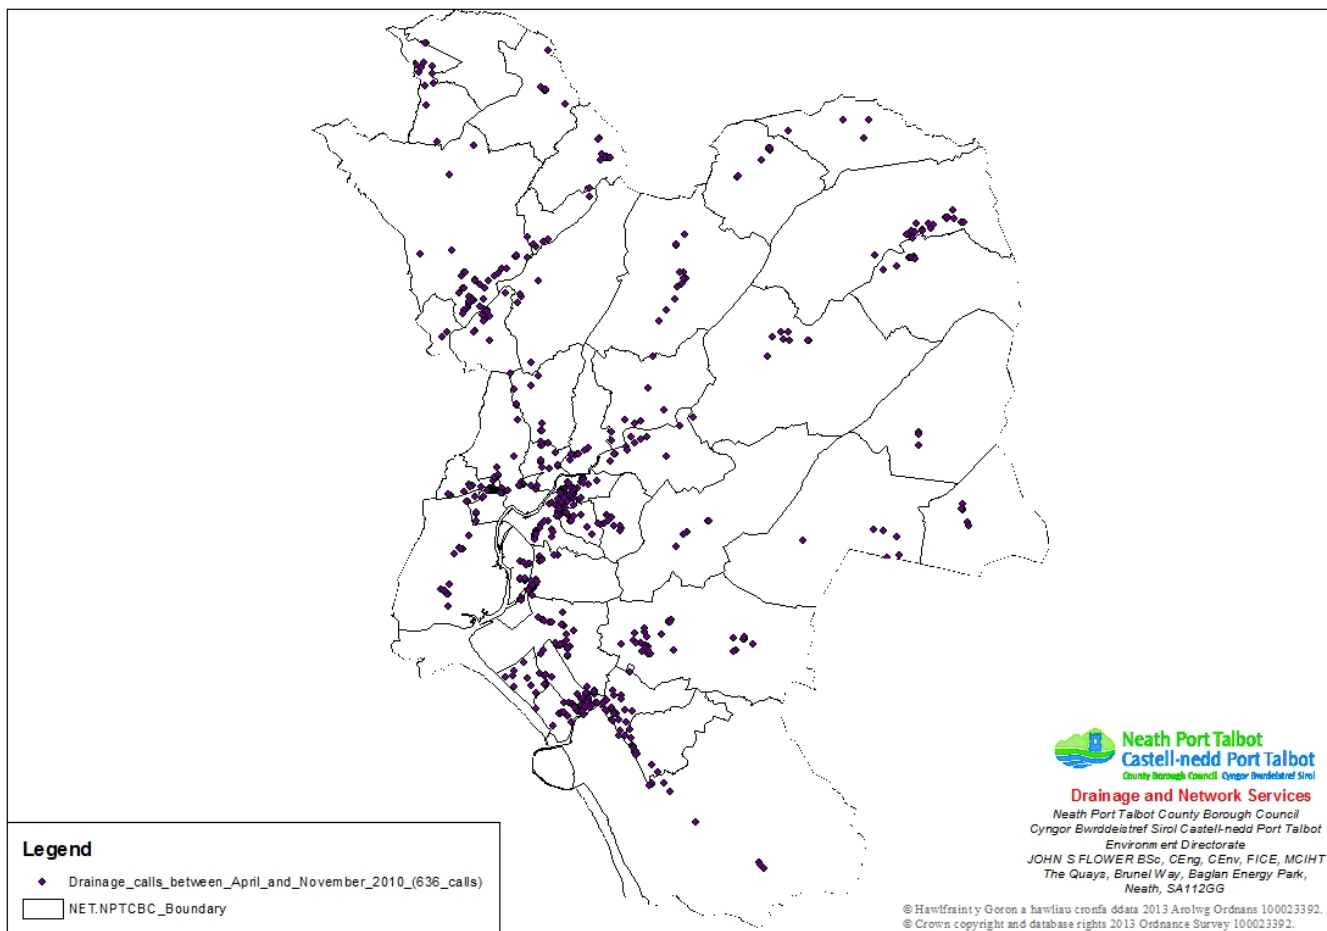 Neath Port Talbot
Castell-nedd Port Talbot
County Borough Council Cyngor Bwrdeistref Sirol
Drainage and Network Services
Neath Port Talbot County Borough Council
Cyngor Bwrddeistref Sirol Castell-nedd Port Talbot
Environment Directorate
JOHN S FLOWER BSc, CEng, CEnv, FICE, MCIHT
The Quays, Brunel Way, Baglan Energy Park,
Neath, SA112GG
© Hawlfraint y Goron a hawliau cronfa ddata 2013 Arolwg Ordnans 100023392.
© Crown copyright and database rights 2013 Ordnance Survey 100023392.
Legend
Drainage_calls_between_April_and_November_2010_(636_calls)
NET.NPTCBC_Boundary